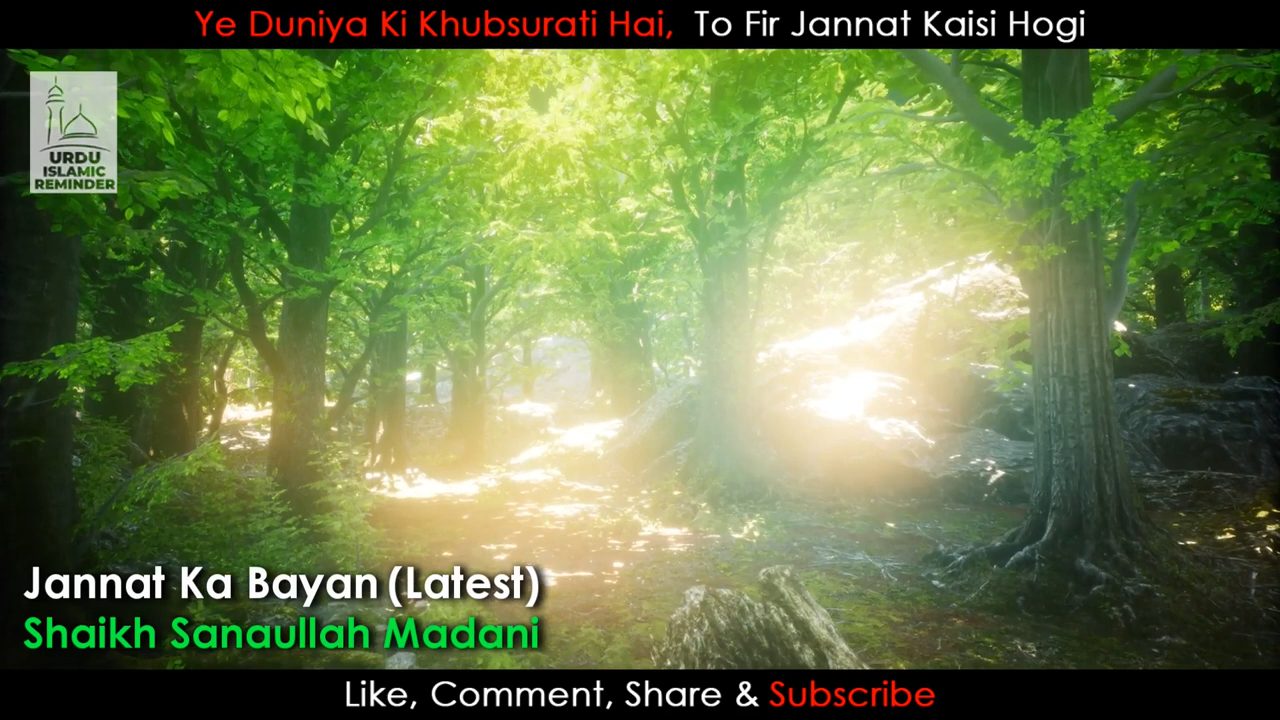 Ye Duniya Ki Khubsurati Hai, To Fir Jannat Kaisi Hogi
URDU
ISLAMIC
REMINDER
Jannat Ka Bayan (Latest)
Shaikh Sanaullah Madani
Like, Comment, Share & Subscribe